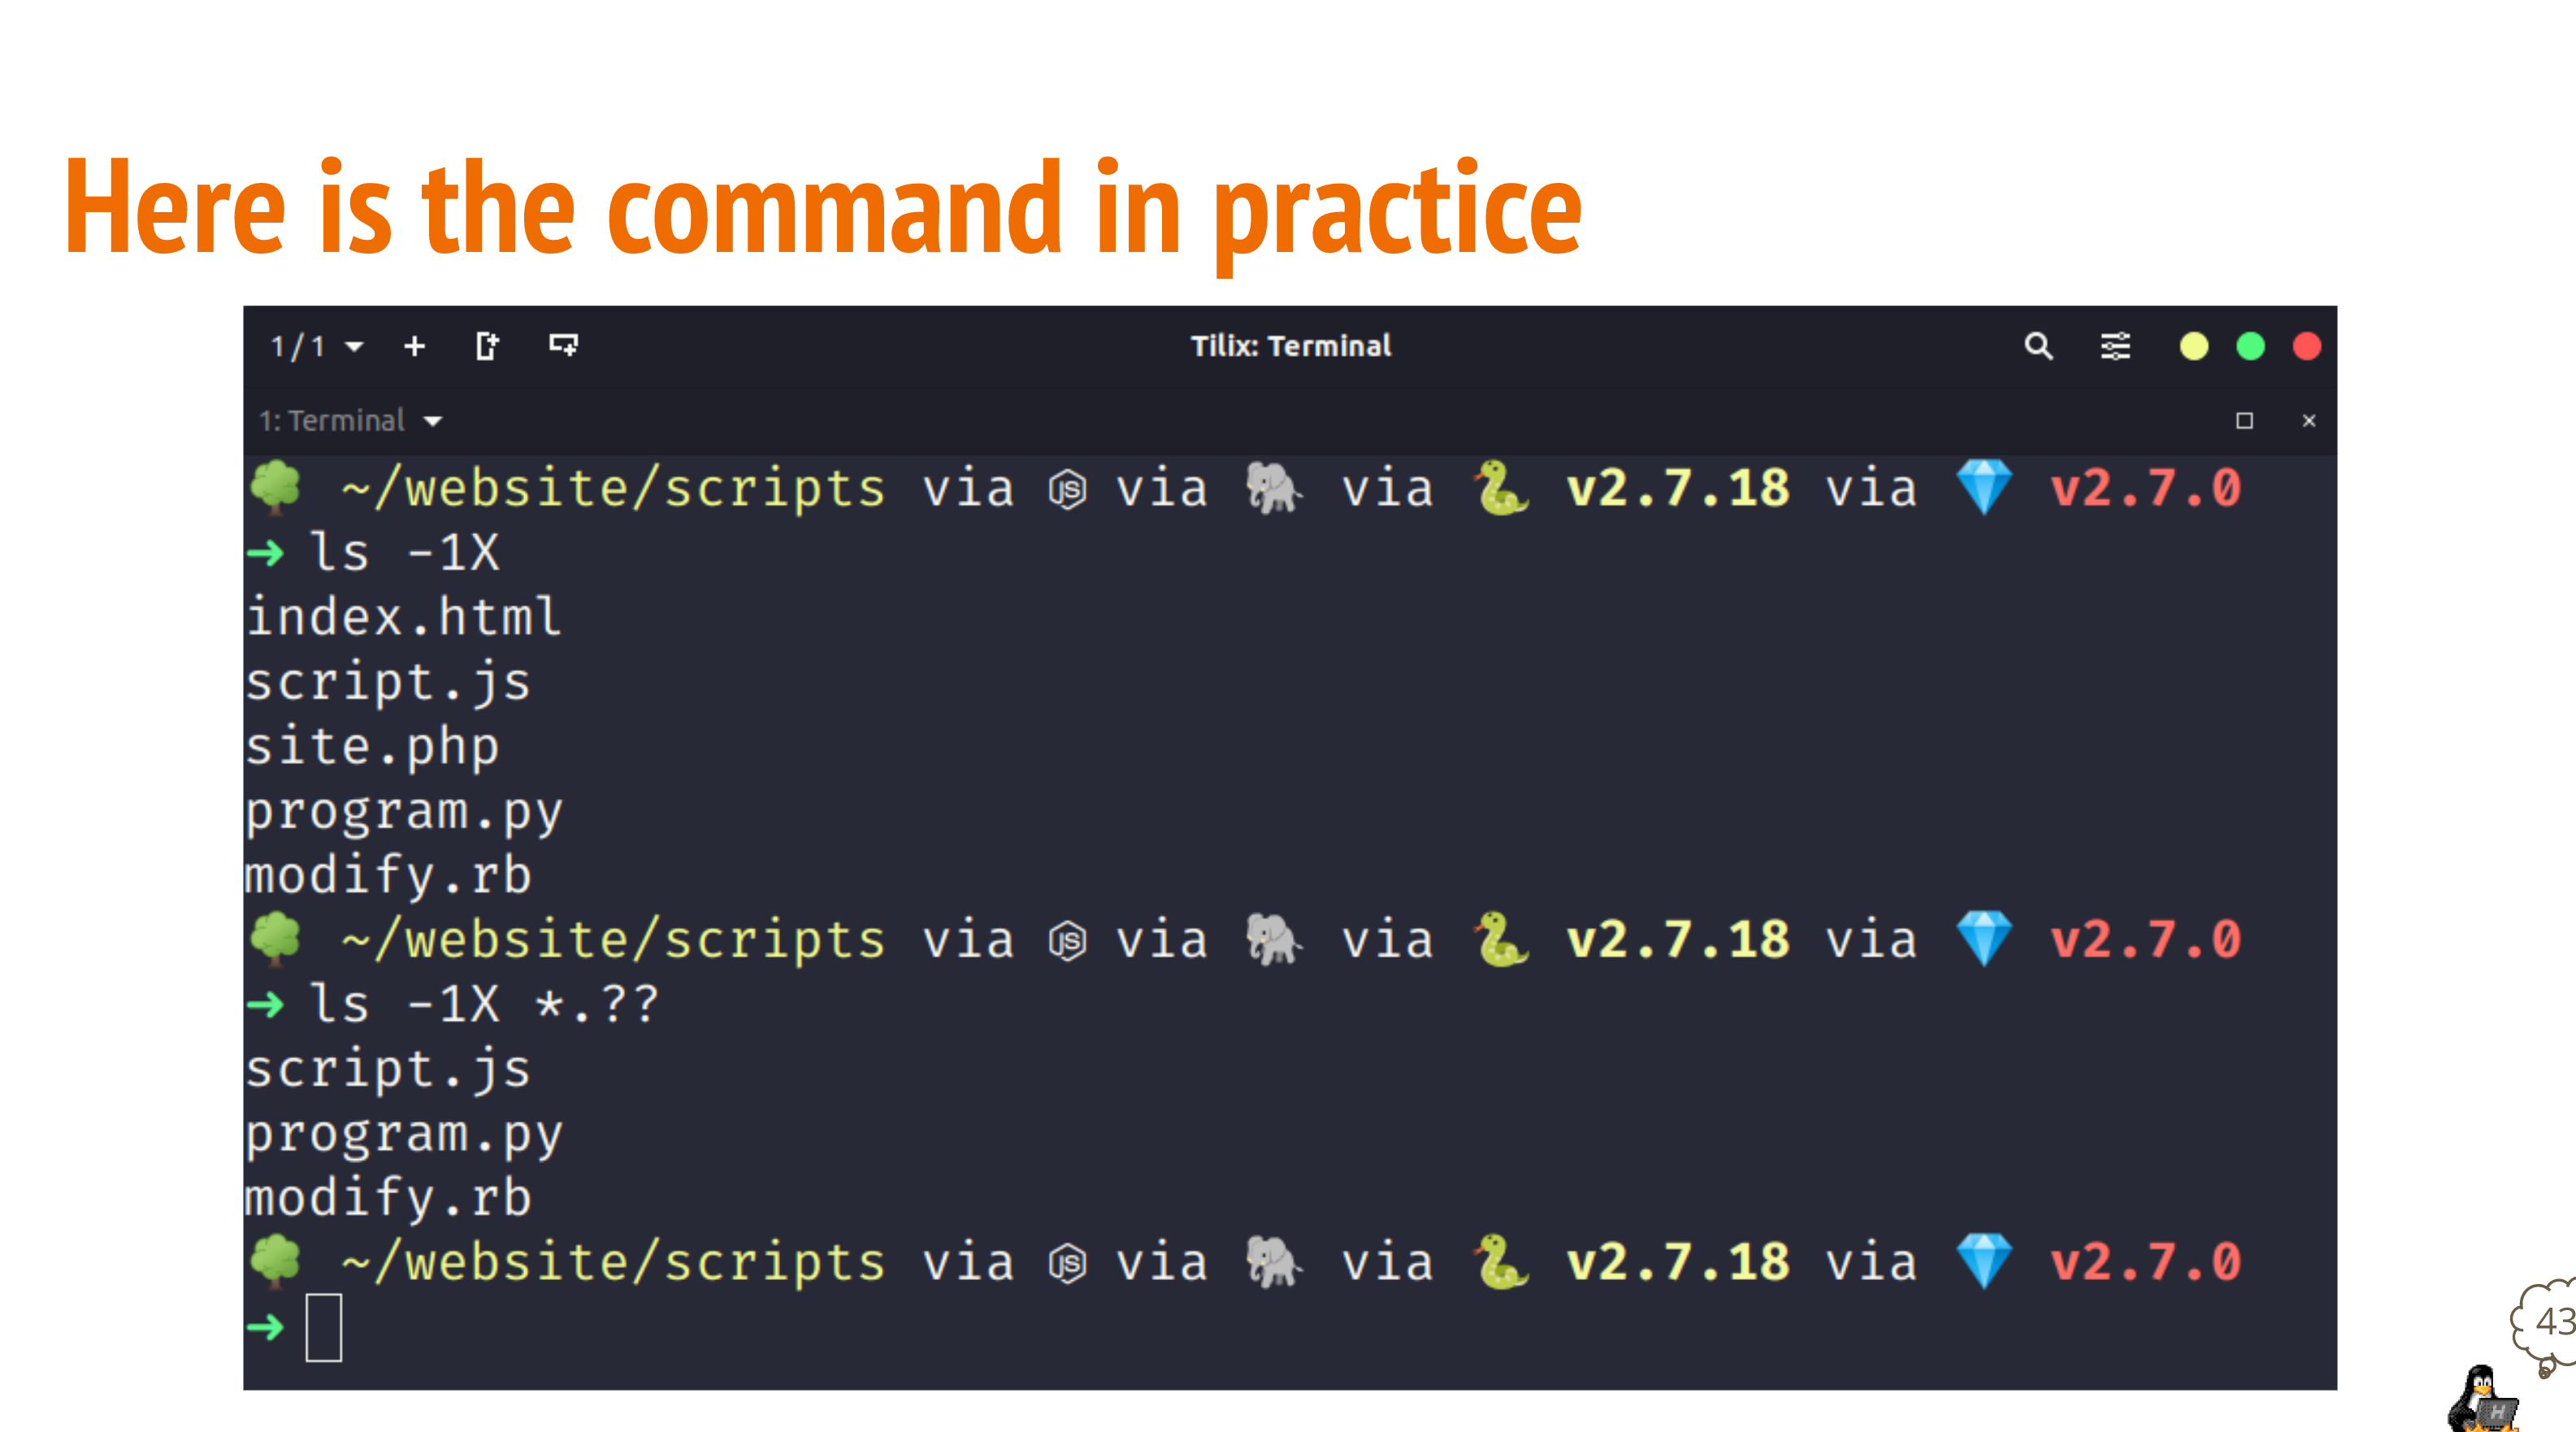 Here is the command in practice
1 / 1
Tilix: Terminal
1: Terminal
~/website/scripts via JS via via v2.7.18 via v2.7.0
➜ ls -1X
index.html
script.js
site.php
program.py
modify.rb
~/website/scripts via JS via via v2.7.18 via v2.7.0
➜ ls -1X *.??
script.js
program.py
modify.rb
~/website/scripts via JS via via v2.7.18 via v2.7.0
➜
43
H